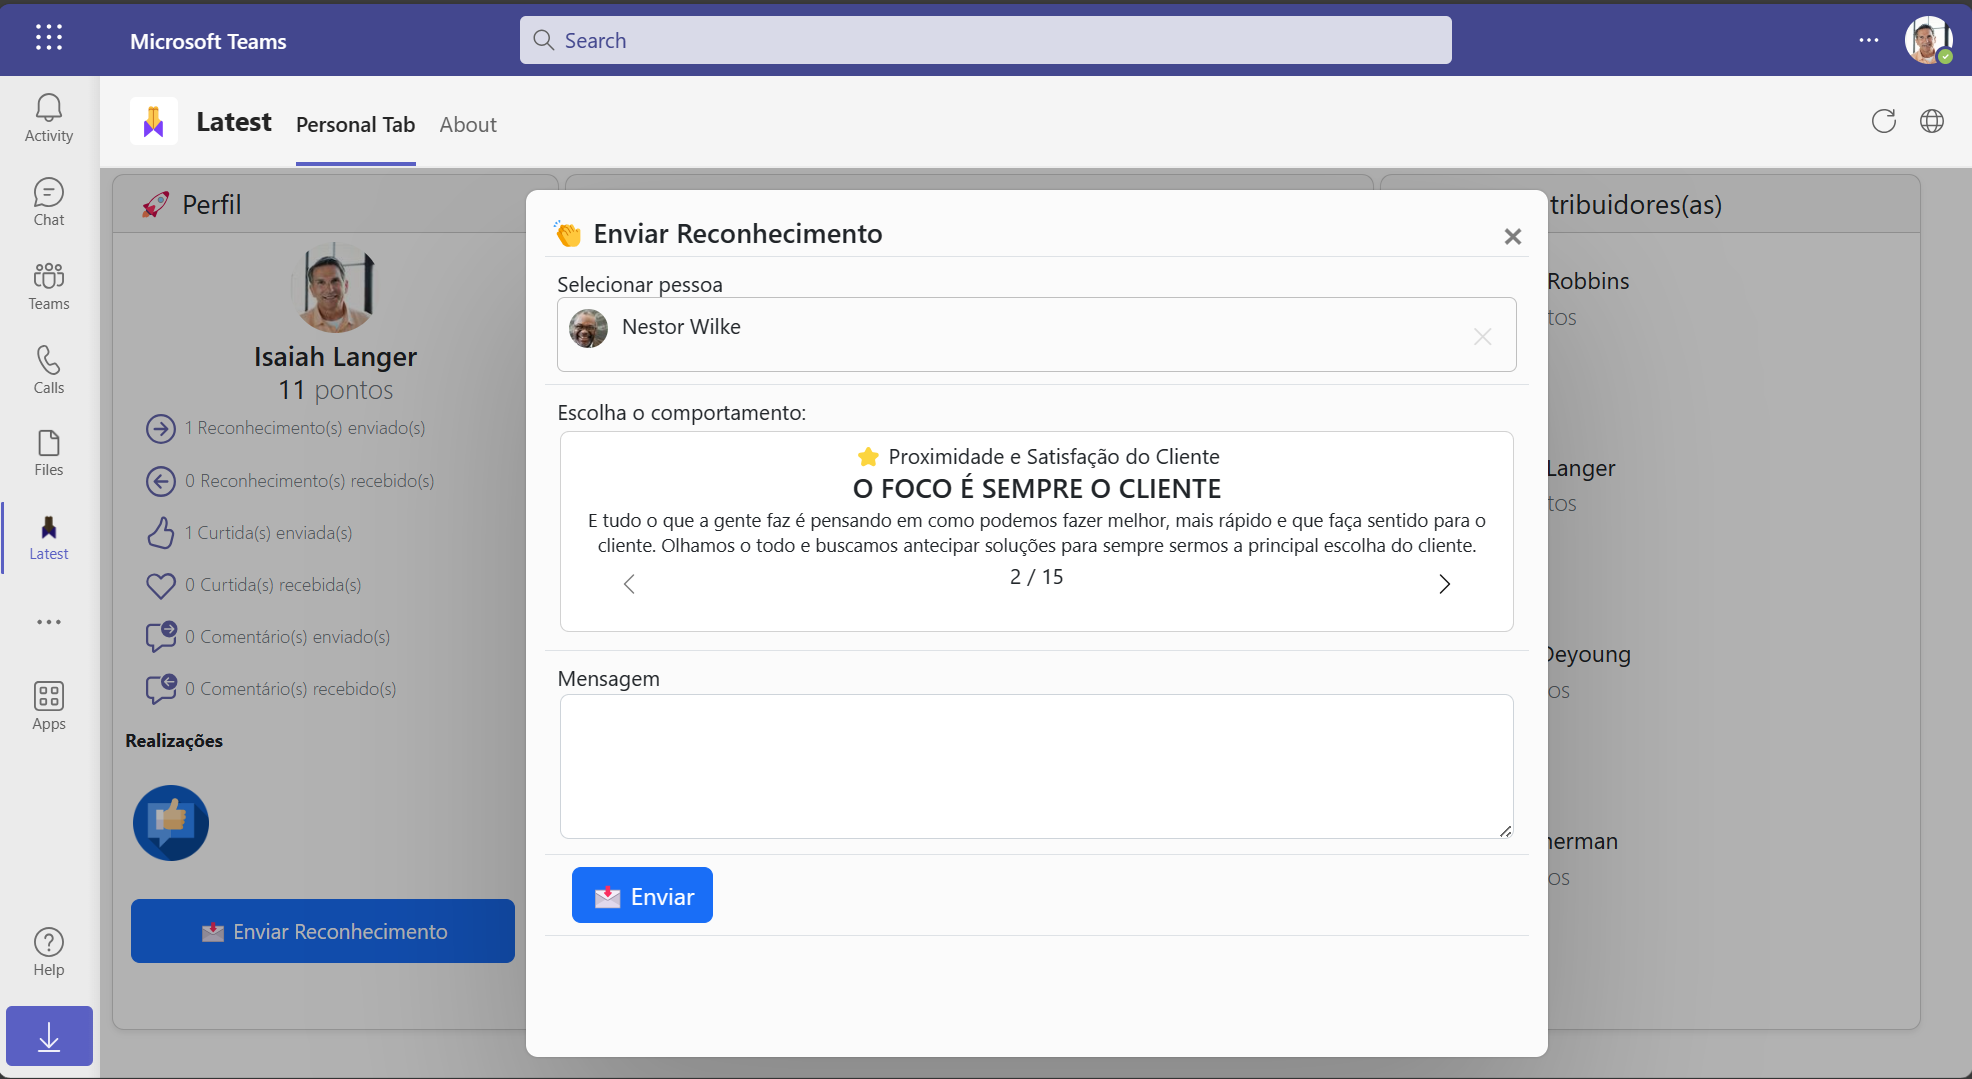 Microsoft Teams
Search
Activity
Chat
Teams
Calls
Files
Latest
Apps
Help
Latest
Personal Tab
About
Perfil
Isaiah Langer
11 pontos
1 Reconhecimento(s) enviado(s)
0 Reconhecimento(s) recebido(s)
1 Curtida(s) enviada(s)
0 Curtida(s) recebida(s)
0 Comentário(s) enviado(s)
0 Comentário(s) recebido(s)
Realizações
Enviar Reconhecimento
Enviar Reconhecimento
Selecionar pessoa
Nestor Wilke
Escolha o comportamento:
Proximidade e Satisfação do Cliente
O FOCO É SEMPRE O CLIENTE
E tudo o que a gente faz é pensando em como podemos fazer melhor, mais rápido e que faça sentido para o
cliente. Olhamos o todo e buscamos antecipar soluções para sempre sermos a principal escolha do cliente.
2 / 15
Mensagem
Enviar
tribuidores(as)
Robbins
tos
Langer
tos
Deyoung
os
herman
os